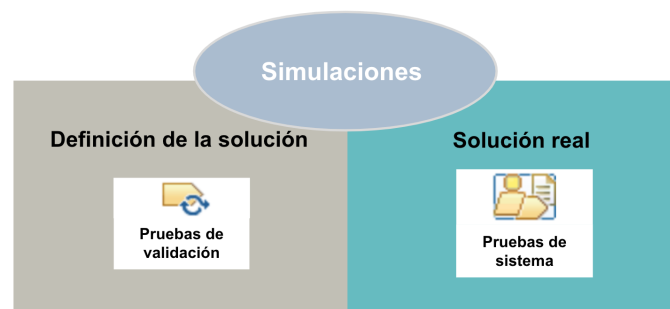 Simulaciones
Definición de la solución
Solución real
Pruebas de
validación
Pruebas de
sistema